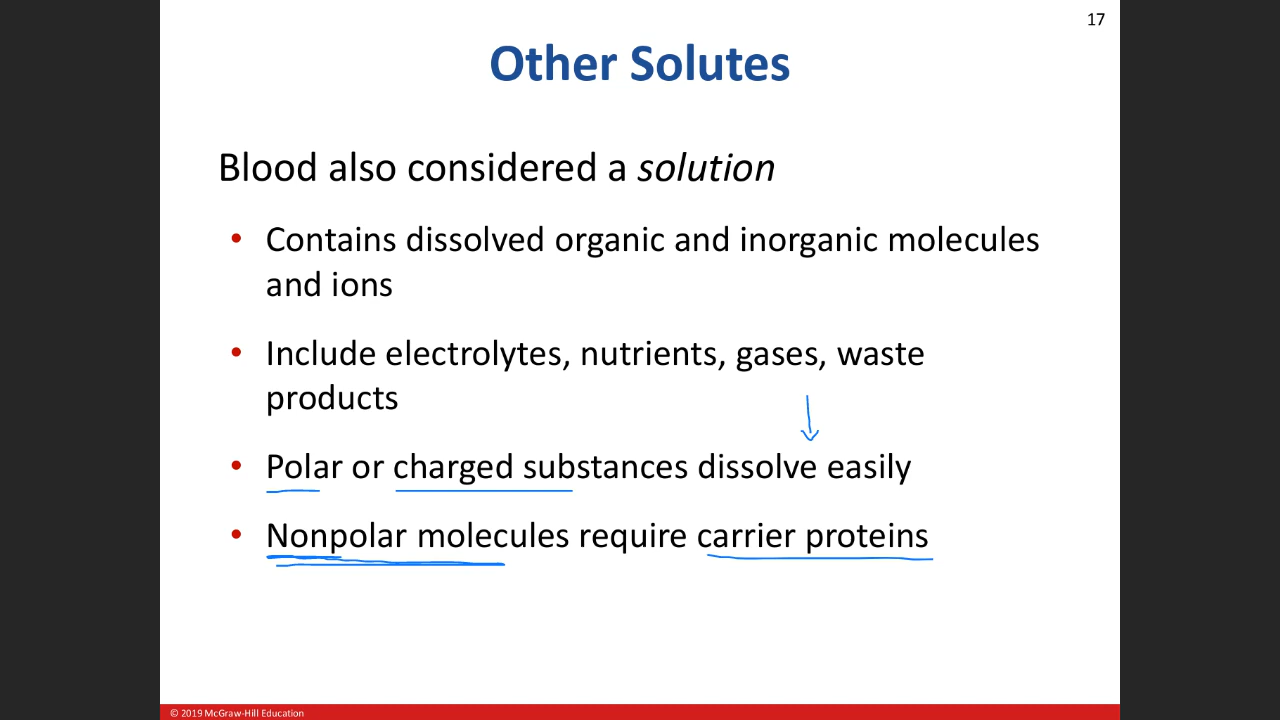 17
Other Solutes
Blood also considered a solution
• Contains dissolved organic and inorganic molecules
and ions
• Include electrolytes, nutrients, gases, waste
products
• Polar or charged substances dissolve easily
• Nonpolar molecules require carrier proteins
© 2019 McGraw-Hill Education